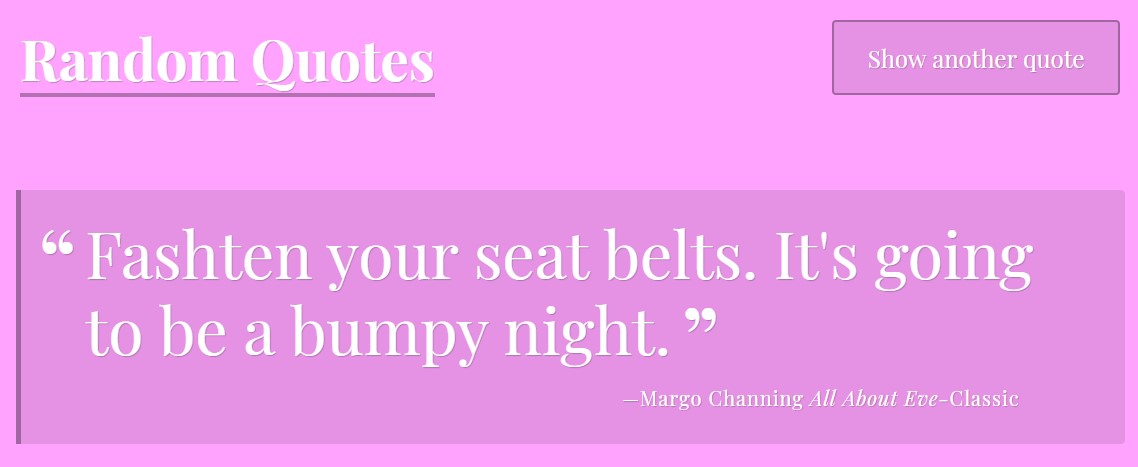 Random Quotes
Show another quote
“ Fashten your seat belts. It's going
to be a bumpy night. ”
—Margo Channing All About Eve-Classic